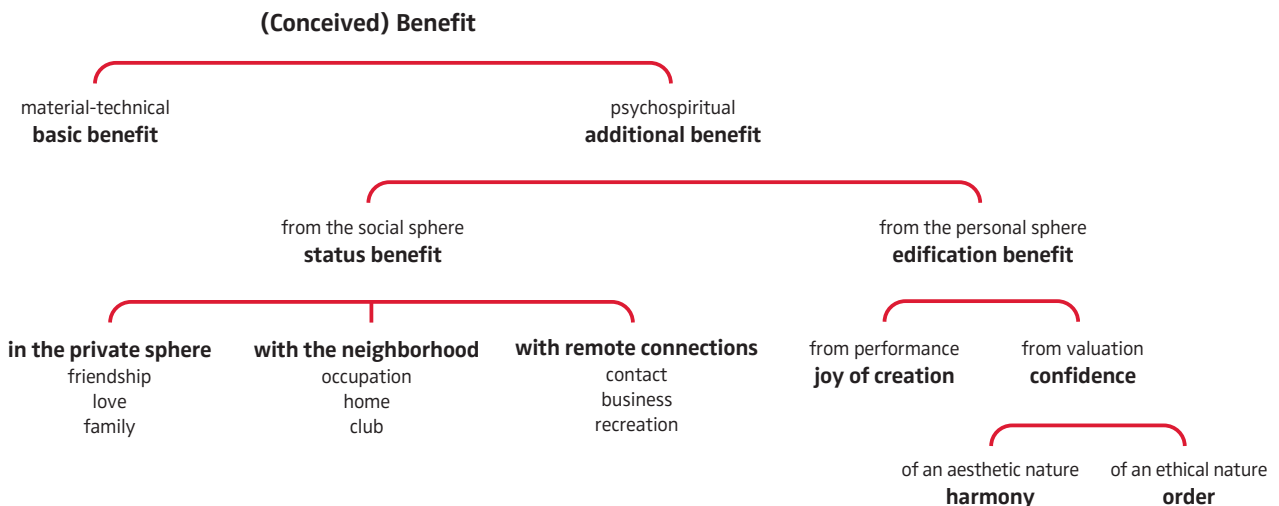 (Conceived) Benefit
material-technical
basic benefit
psychospiritual
additional benefit
from the social sphere
status benefit
from the personal sphere
edification benefit
in the private sphere
friendship
love
family
with the neighborhood
occupation
home
club
with remote connections
contact
business
recreation
from performance
joy of creation
from valuation
confidence
of an aesthetic nature
harmony
of an ethical nature
order